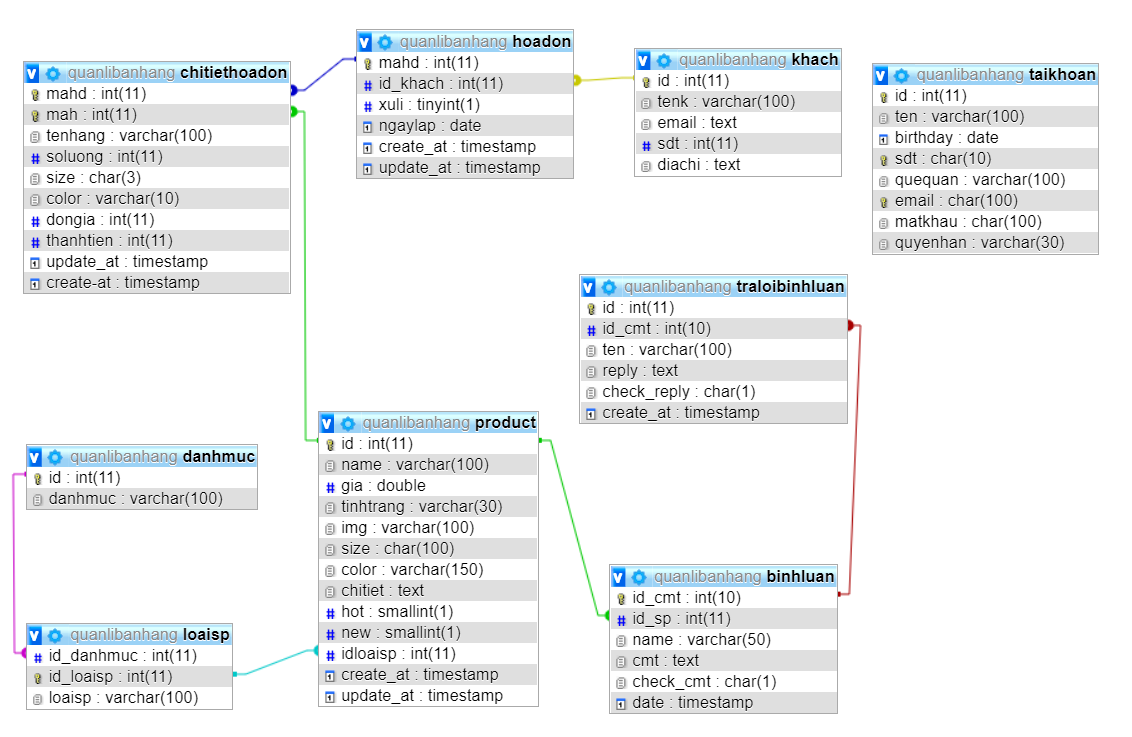 quanlibanhang chitiethoadon
mahd : int(11)
mah : int(11)
tenhang : varchar(100)
soluong : int(11)
size : char(3)
color : varchar(10)
dongia : int(11)
thanhtien : int(11)
update_at : timestamp
create-at : timestamp
quanlibanhang hoadon
mahd : int(11)
id_khach : int(11)
xuli : tinyint(1)
ngaylap : date
create_at : timestamp
update_at : timestamp
quanlibanhang khach
id : int(11)
tenk : varchar(100)
email : text
sdt : int(11)
diachi : text
quanlibanhang taikhoan
id : int(11)
ten : varchar(100)
birthday : date
sdt : char(10)
quequan : varchar(100)
email : char(100)
matkhau : char(100)
quyenhan : varchar(30)
quanlibanhang traloibinhluan
id : int(11)
id_cmt : int(10)
ten : varchar(100)
reply : text
check_reply : char(1)
create_at : timestamp
quanlibanhang danhmuc
id : int(11)
danhmuc : varchar(100)
quanlibanhang product
id : int(11)
name : varchar(100)
gia : double
tinhtrang : varchar(30)
img : varchar(100)
size : char(100)
color : varchar(150)
chitiet : text
hot : smallint(1)
new : smallint(1)
idloaisp : int(11)
create_at : timestamp
update_at : timestamp
quanlibanhang loaisp
id_danhmuc : int(11)
id_loaisp : int(11)
loaisp : varchar(100)
quanlibanhang binhluan
id_cmt : int(10)
id_sp : int(11)
name : varchar(50)
cmt : text
check_cmt : char(1)
date : timestamp